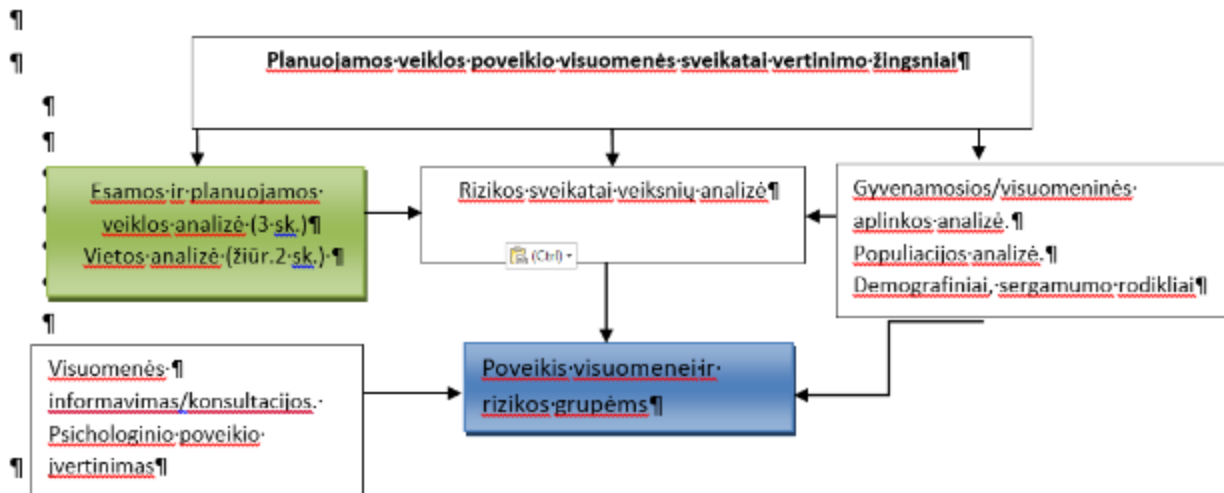 Planuojamos veiklos poveikio visuomenės sveikatai vertinimo žingsniai¶
Esamos ir planuojamos
veiklos analizė (3 sk.)¶
Vietos analizė (žiūr.2 sk.) ¶
Rizikos sveikatai veiksnių analizė¶
(Ctrl)
Gyvenamosios/visuomeninės
aplinkos analizė.¶
Populiacijos analizė.¶
Demografiniai, sergamumo rodikliai¶
Visuomenės ¶
informavimas/konsultacijos.
Psichologinio poveikio
įvertinimas¶
Poveikis visuomenei ir
rizikos grupėms¶